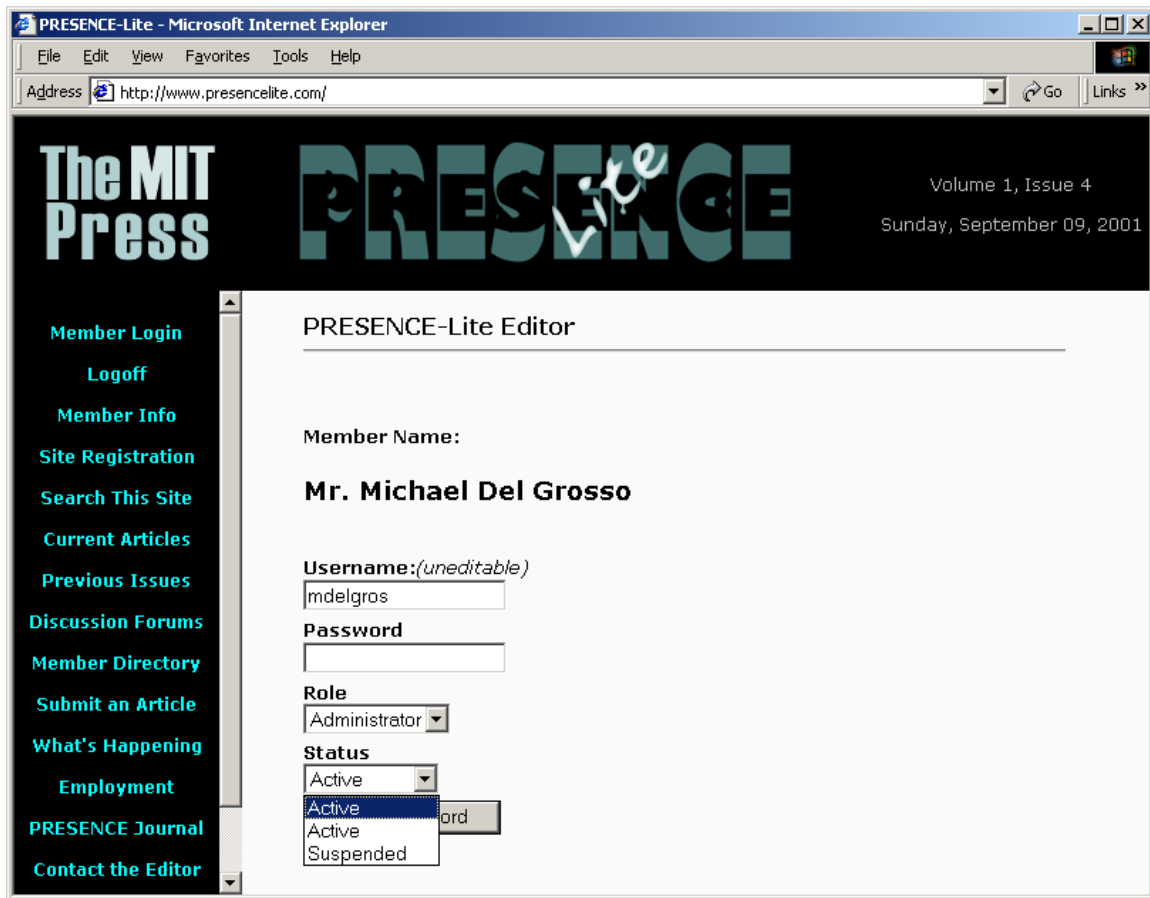 PRESENCE-Lite - Microsoft Internet Explorer
File Edit View Favorites Tools Help
Address http://www.presencelite.com/ Go Links »
The MIT Press
PRESENCE Lite
Volume 1, Issue 4
Sunday, September 09, 2001
Member Login
Logoff
Member Info
Site Registration
Search This Site
Current Articles
Previous Issues
Discussion Forums
Member Directory
Submit an Article
What's Happening
Employment
PRESENCE Journal
Contact the Editor
PRESENCE-Lite Editor
Member Name:
Mr. Michael Del Grosso
Username:(uneditable)
mdelgros
Password
Role
Administrator
Status
Active
Active
Active
Suspended
ord